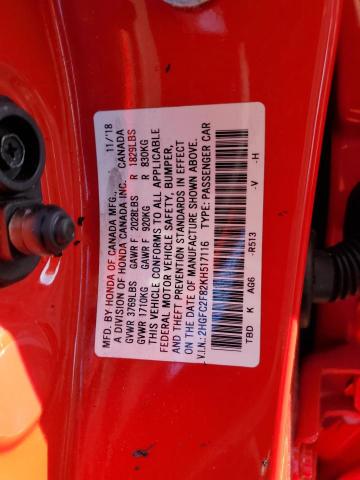 MFD. BY HONDA OF CANADA MFG., 11/18
A DIVISION OF HONDA CANADA INC. CANADA
GVWR 3759LBS GAWR F 2028LBS R 1829LBS
GVWR 1710KG GAWR F 920KG R 830KG
THIS VEHICLE CONFORMS TO ALL APPLICABLE
FEDERAL MOTOR VEHICLE SAFETY, BUMPER,
AND THEFT PREVENTION STANDARDS IN EFFECT
ON THE DATE OF MANUFACTURE SHOWN ABOVE.
V.I.N.: 2HGFC2F82KH517116 TYPE: PASSENGER CAR
TBD K AG6 -R513 -V -H